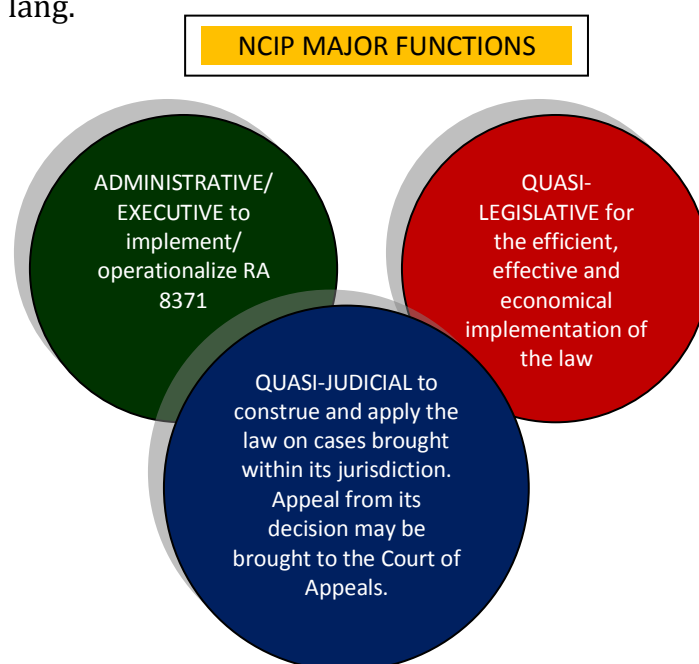 lang.
NCIP MAJOR FUNCTIONS
ADMINISTRATIVE/
EXECUTIVE to
implement/
operationalize RA
8371
QUASI-
LEGISLATIVE for
the efficient,
effective and
economical
implementation of
the law
QUASI-JUDICIAL to
construe and apply the
law on cases brought
within its jurisdiction.
Appeal from its
decision may be
brought to the Court of
Appeals.